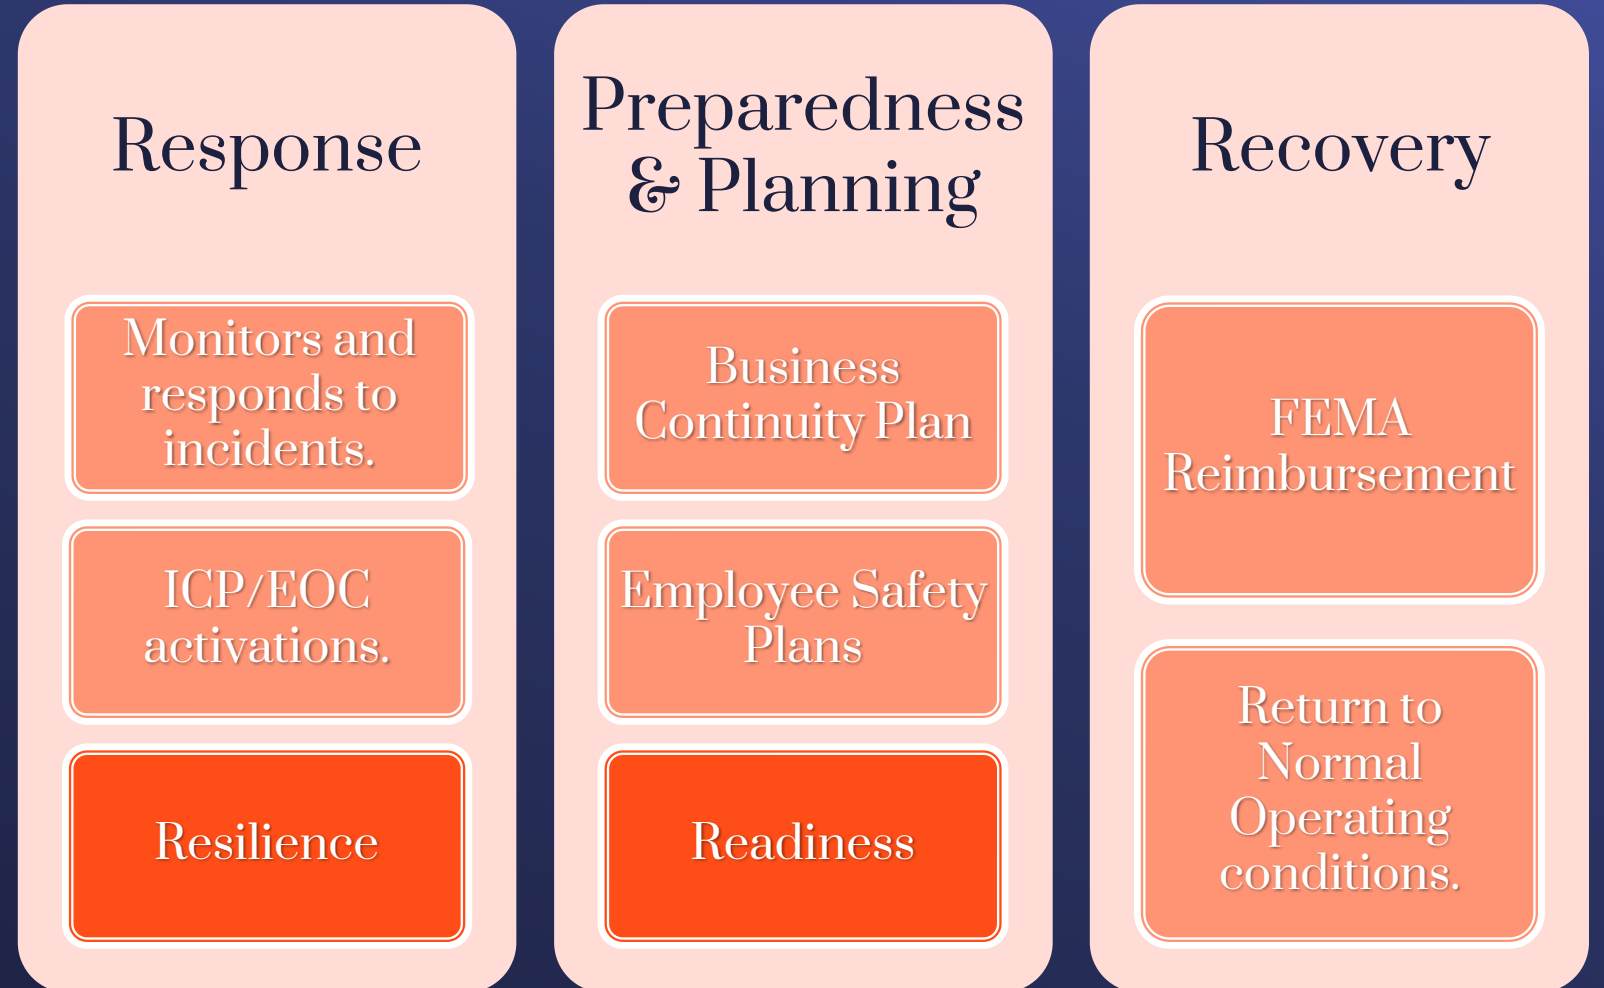 Response
Monitors and
responds to
incidents.
ICP/EOC
activations.
Resilience
Preparedness
& Planning
Business
Continuity Plan
Employee Safety
Plans
Readiness
Recovery
FEMA
Reimbursement
Return to
Normal
Operating
conditions.